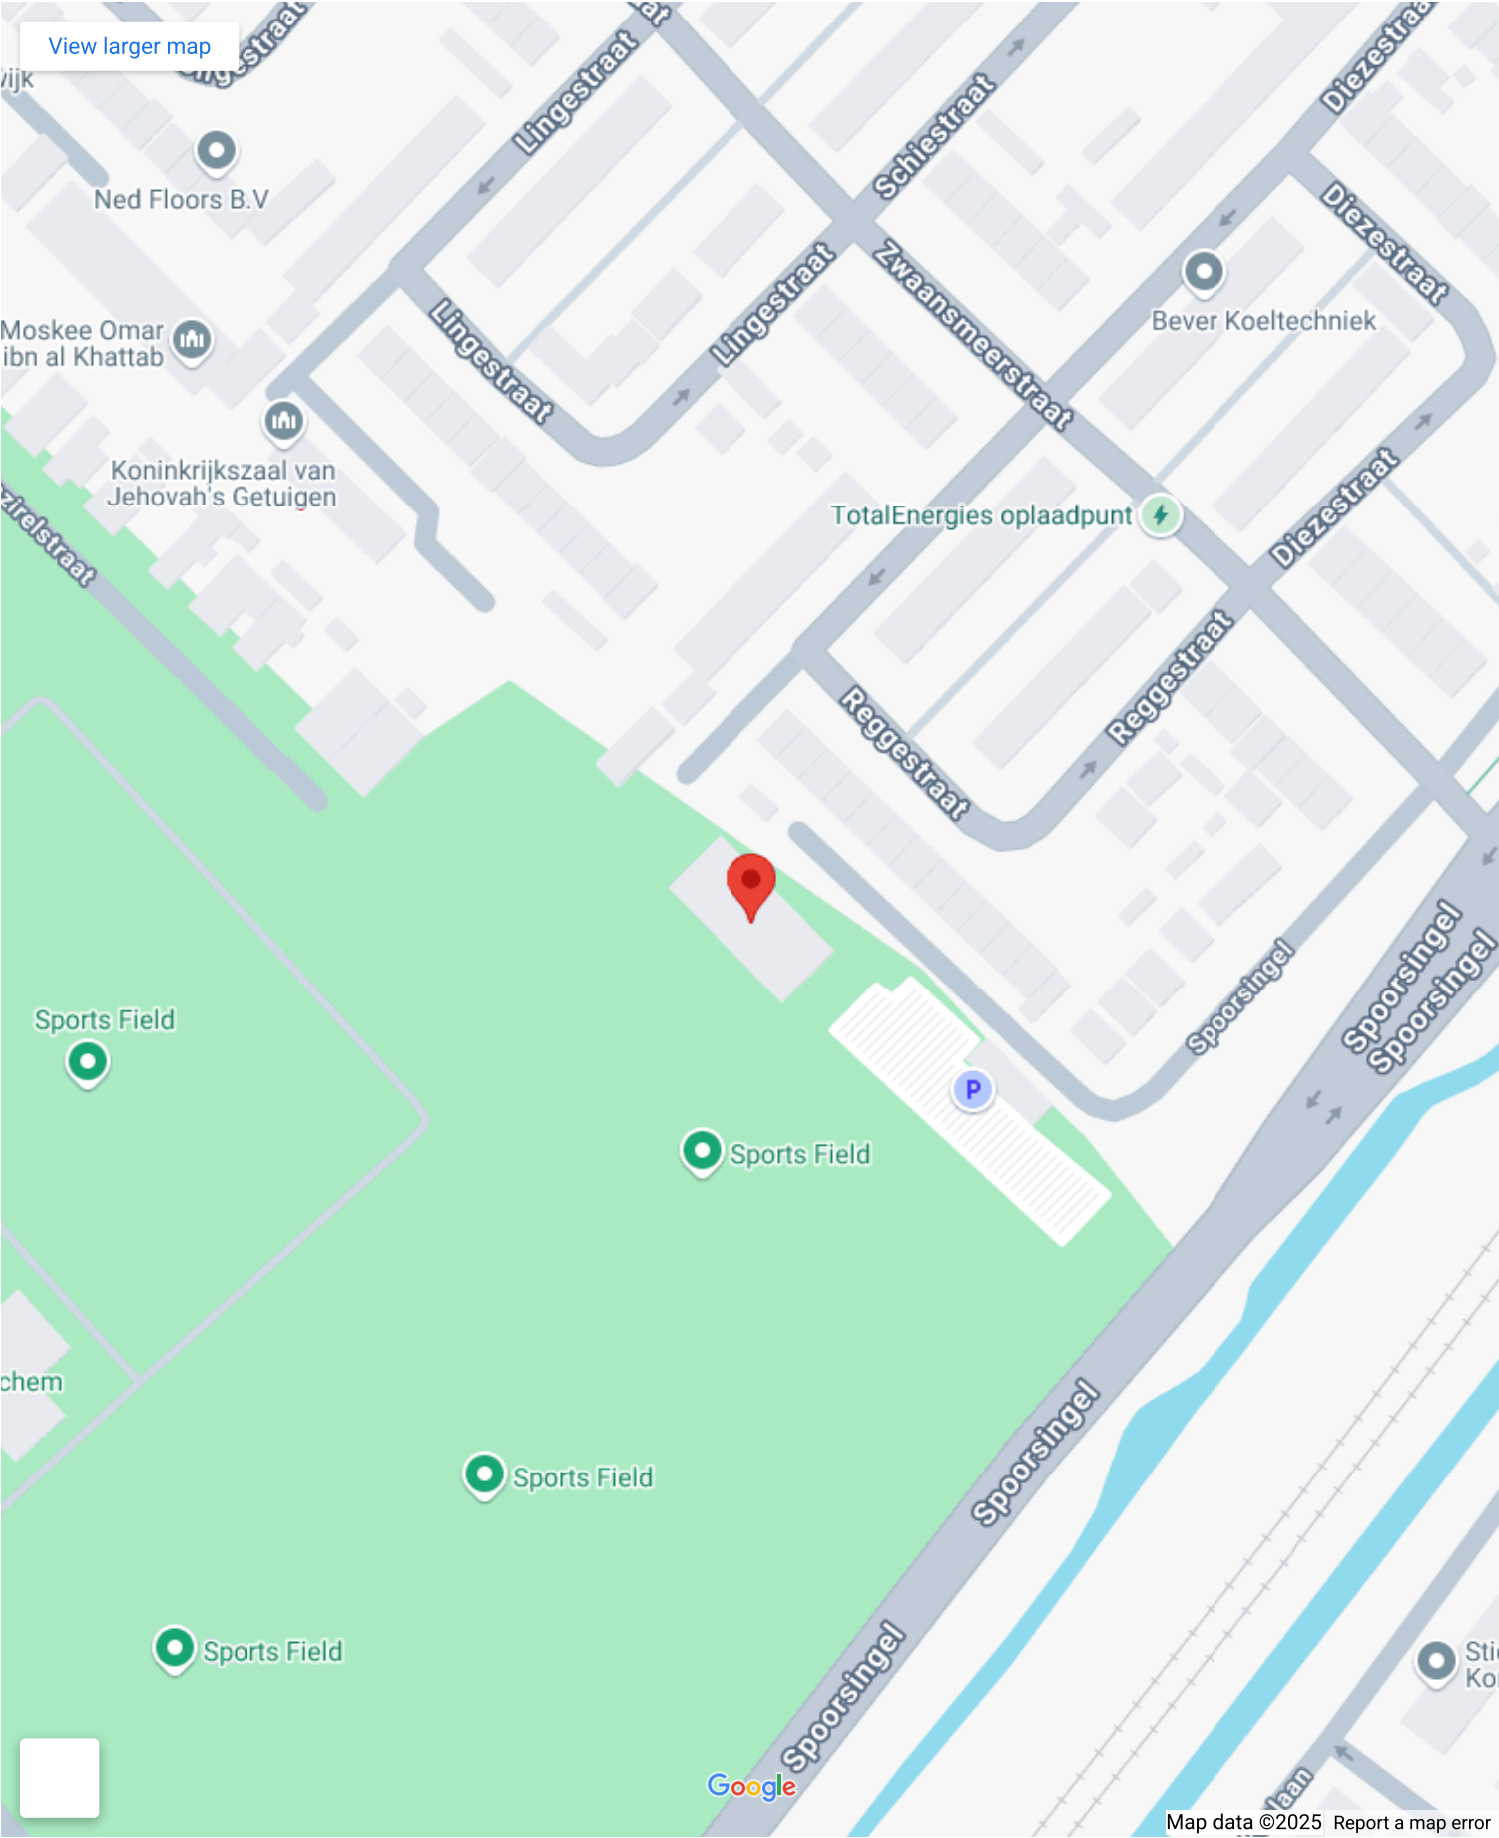 View larger map
Lingestraat
Schiestraat
Diezestraat
Ned Floors B.V
Diezestraat
Lingestraat
Zwaansmeerstraat
Bever Koeltechniek
Moskee Omar
ibn al Khattab
Lingestraat
Koninkrijkszaal van
Jehovah's Getuigen
TotalEnergies oplaadpunt
Diezestraat
Reggestraat
Reggestraat
Spoorsingel
Spoorsingel
Spoorsingel
Sports Field
P
Sports Field
chem
Sports Field
Spoorsingel
Sports Field
Spoorsingel
Google
laan
Map data ©2025
Report a map error